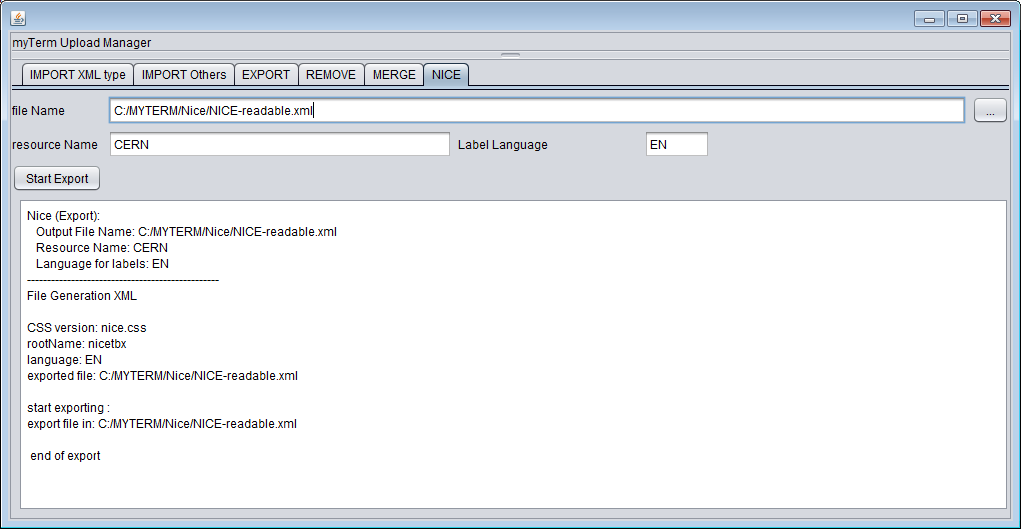 myTerm Upload Manager
IMPORT XML type IMPORT Others EXPORT REMOVE MERGE NICE
file Name C:/MYTERM/Nice/NICE-readable.xml ...
resource Name CERN Label Language EN
Start Export
Nice (Export):
Output File Name: C:/MYTERM/Nice/NICE-readable.xml
Resource Name: CERN
Language for labels: EN
------------------------------------------------
File Generation XML
CSS version: nice.css
rootName: nicetbx
language: EN
exported file: C:/MYTERM/Nice/NICE-readable.xml
start exporting :
export file in: C:/MYTERM/Nice/NICE-readable.xml
end of export